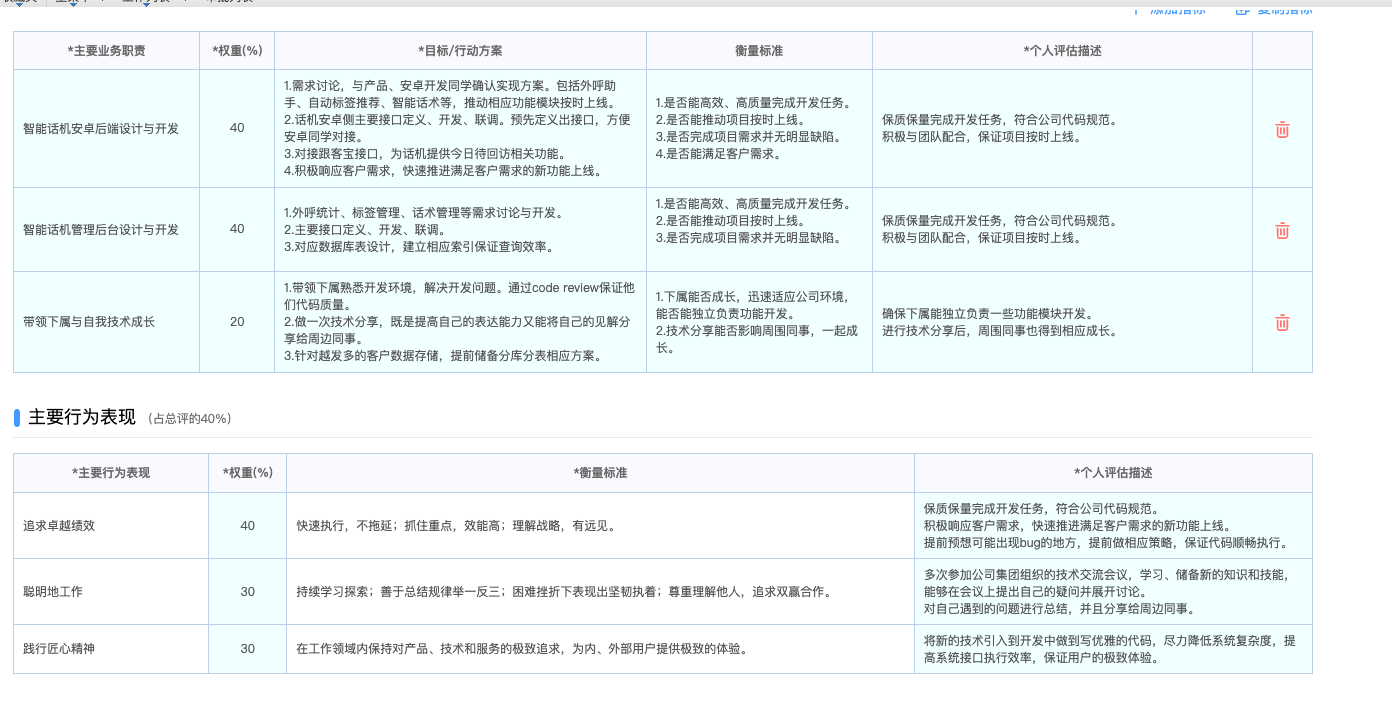 添加指标 复制指标
*主要业务职责 *权重(%) *目标/行动方案 衡量标准 *个人评估描述
智能话机安卓后端设计与开发
40
1.需求讨论，与产品、安卓开发同学确认实现方案。包括外呼助
手、自动标签推荐、智能话术等，推动相应功能模块按时上线。
2.话机安卓侧主要接口定义、开发、联调。预先定义出接口，方便
安卓同学对接。
3.对接跟客宝接口，为话机提供今日待回访相关功能。
4.积极响应客户需求，快速推进满足客户需求的新功能上线。
1.是否能高效、高质量完成开发任务。
2.是否能推动项目按时上线。
3.是否完成项目需求并无明显缺陷。
4.是否能满足客户需求。
保质保量完成开发任务，符合公司代码规范。
积极与团队配合，保证项目按时上线。
智能话机管理后台设计与开发
40
1.外呼统计、标签管理、话术管理等需求讨论与开发。
2.主要接口定义、开发、联调。
3.对应数据库表设计，建立相应索引保证查询效率。
1.是否能高效、高质量完成开发任务。
2.是否能推动项目按时上线。
3.是否完成项目需求并无明显缺陷。
保质保量完成开发任务，符合公司代码规范。
积极与团队配合，保证项目按时上线。
带领下属与自我技术成长
20
1.带领下属熟悉开发环境，解决开发问题。通过code review保证他
们代码质量。
2.做一次技术分享，既是提高自己的表达能力又能将自己的见解分
享给周边同事。
3.针对越发多的客户数据存储，提前储备分库分表相应方案。
1.下属能否成长，迅速适应公司环境，
能否能独立负责功能开发。
2.技术分享能否影响周围同事，一起成
长。
确保下属能独立负责一些功能模块开发。
进行技术分享后，周围同事也得到相应成长。
主要行为表现 （占总评的40%）
*主要行为表现 *权重(%) *衡量标准 *个人评估描述
追求卓越绩效
40
快速执行，不拖延；抓住重点，效能高；理解战略，有远见。
保质保量完成开发任务，符合公司代码规范。
积极响应客户需求，快速推进满足客户需求的新功能上线。
提前预想可能出现bug的地方，提前做相应策略，保证代码顺畅执行。
聪明地工作
30
持续学习探索；善于总结规律举一反三；困难挫折下表现出坚韧执着；尊重理解他人，追求双赢合作。
多次参加公司集团组织的技术交流会议，学习、储备新的知识和技能，
能够在会议上提出自己的疑问并展开讨论。
对自己遇到的问题进行总结，并且分享给周边同事。
践行匠心精神
30
在工作领域内保持对产品、技术和服务的极致追求，为内、外部用户提供极致的体验。
将新的技术引入到开发中做到写优雅的代码，尽力降低系统复杂度，提
高系统接口执行效率，保证用户的极致体验。